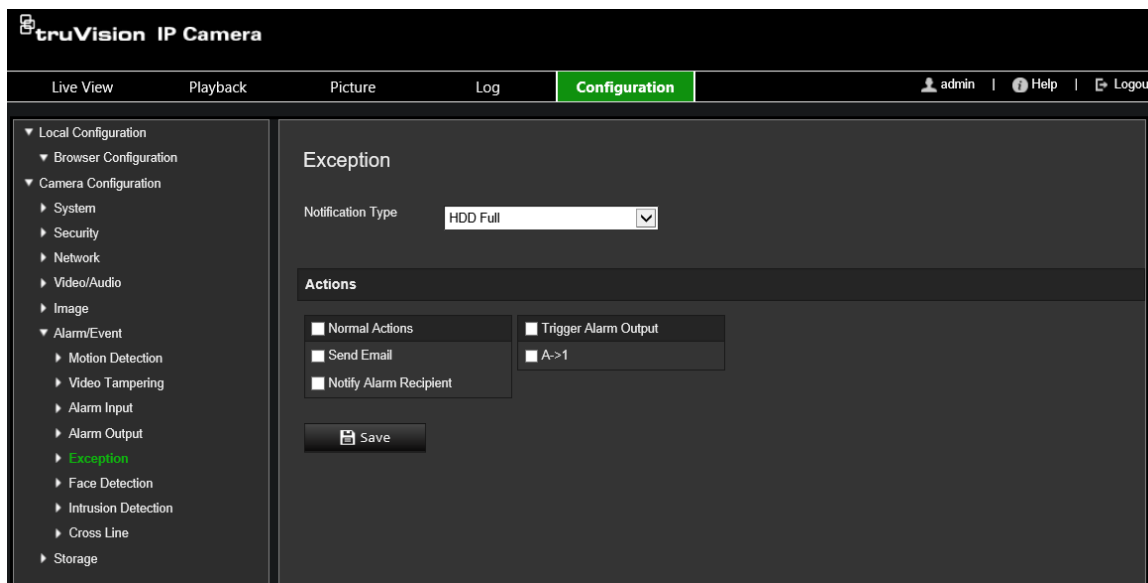 truVision IP Camera
Live View Playback Picture Log Configuration admin | Help | Logou
Local Configuration
Browser Configuration
Camera Configuration
System
Security
Network
Video/Audio
Image
Alarm/Event
Motion Detection
Video Tampering
Alarm Input
Alarm Output
Exception
Face Detection
Intrusion Detection
Cross Line
Storage
Exception
Notification Type HDD Full
Actions
Normal Actions Trigger Alarm Output
Send Email A->1
Notify Alarm Recipient
Save